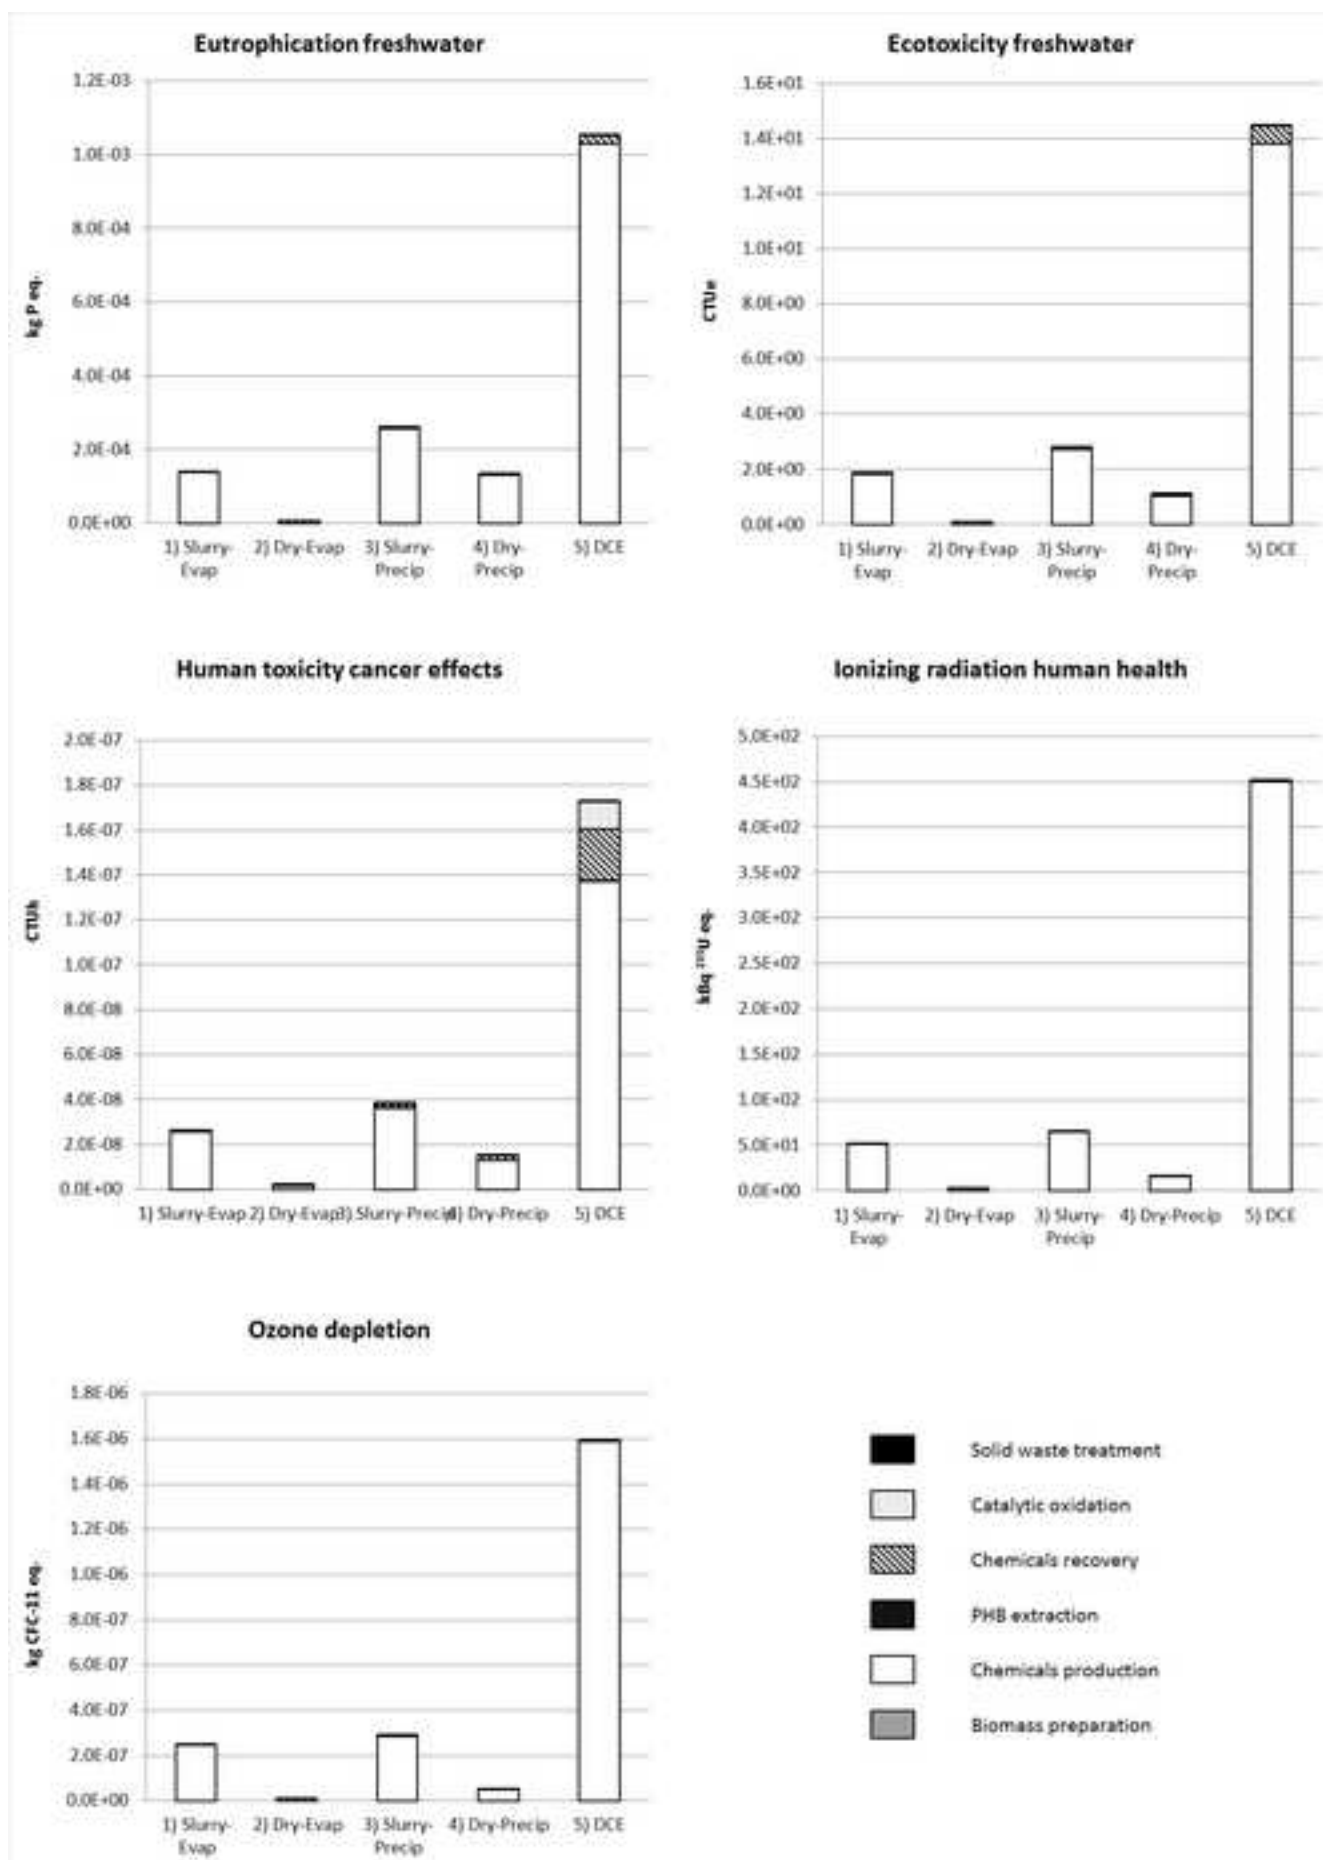 Eutrophication freshwater
1.2E-03
1.0E-03
8.0E-04
6.0E-04
4.0E-04
2.0E-04
0.0E+00
kg P eq.
1) Slurry-
Evap
2) Dry-Evap
3) Slurry-
Precip
4) Dry-
Precip
5) DCE
Ecotoxicity freshwater
1.6E+01
1.4E+01
1.2E+01
1.0E+01
8.0E+00
6.0E+00
4.0E+00
2.0E+00
0.0E+00
CTUe
1) Slurry-
Evap
2) Dry-Evap
3) Slurry-
Precip
4) Dry-
Precip
5) DCE
Human toxicity cancer effects
2.0E-07
1.8E-07
1.6E-07
1.4E-07
1.2E-07
1.0E-07
8.0E-08
6.0E-08
4.0E-08
2.0E-08
0.0E+00
CTUh
1) Slurry-Evap
2) Dry-Evap
3) Slurry-Precip
4) Dry-Precip
5) DCE
Ionizing radiation human health
5.0E+02
4.5E+02
4.0E+02
3.5E+02
3.0E+02
2.5E+02
2.0E+02
1.5E+02
1.0E+02
5.0E+01
0.0E+00
kBq U eq.
1) Slurry-
Evap
2) Dry-Evap
3) Slurry-
Precip
4) Dry-Precip
5) DCE
Ozone depletion
1.8E-06
1.6E-06
1.4E-06
1.2E-06
1.0E-06
8.0E-07
6.0E-07
4.0E-07
2.0E-07
0.0E+00
kg CFC-11 eq.
1) Slurry-
Evap
2) Dry-Evap
3) Slurry-
Precip
4) Dry-Precip
5) DCE
Solid waste treatment
Catalytic oxidation
Chemicals recovery
PHB extraction
Chemicals production
Biomass preparation